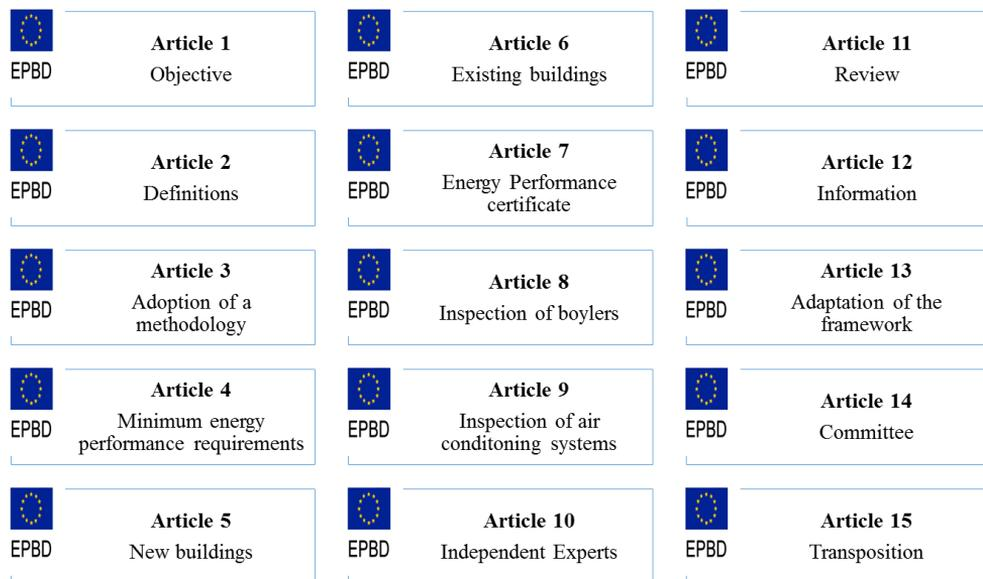 EPBD
Article 1
Objective
EPBD
Article 2
Definitions
EPBD
Article 3
Adoption of a
methodology
EPBD
Article 4
Minimum energy
performance requirements
EPBD
Article 5
New buildings
EPBD
Article 6
Existing buildings
EPBD
Article 7
Energy Performance
certificate
EPBD
Article 8
Inspection of boylers
EPBD
Article 9
Inspection of air
conditoning systems
EPBD
Article 10
Independent Experts
EPBD
Article 11
Review
EPBD
Article 12
Information
EPBD
Article 13
Adaptation of the
framework
EPBD
Article 14
Committee
EPBD
Article 15
Transposition